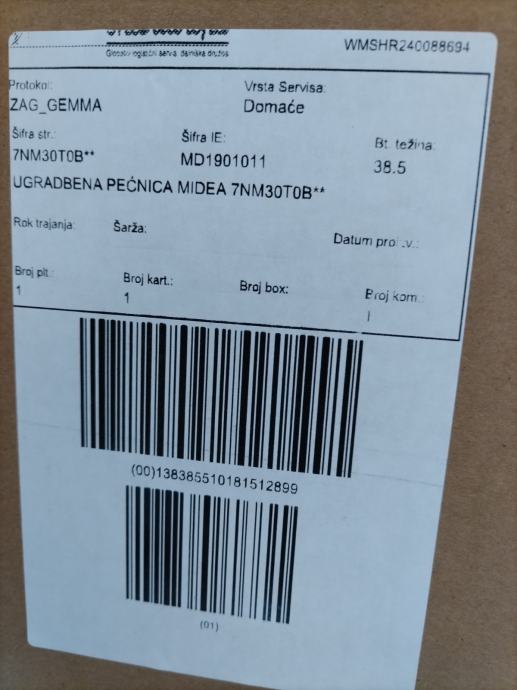 WMSHR240088694
Protokol:
Vrsta Servisa:
ZAG_GEMMA
Domaće
Šifra str.:
Šifra IE:
Bt. težina:
7NM30T0B**
MD1901011
38.5
UGRADBENA PEĆNICA MIDEA 7NM30T0B**
Rok trajanja:
Šarža:
Datum
Broj plt.:
Broj kart.:
Broj box:
Broj kom.:
1
1
(00)138385510181512899
(01)